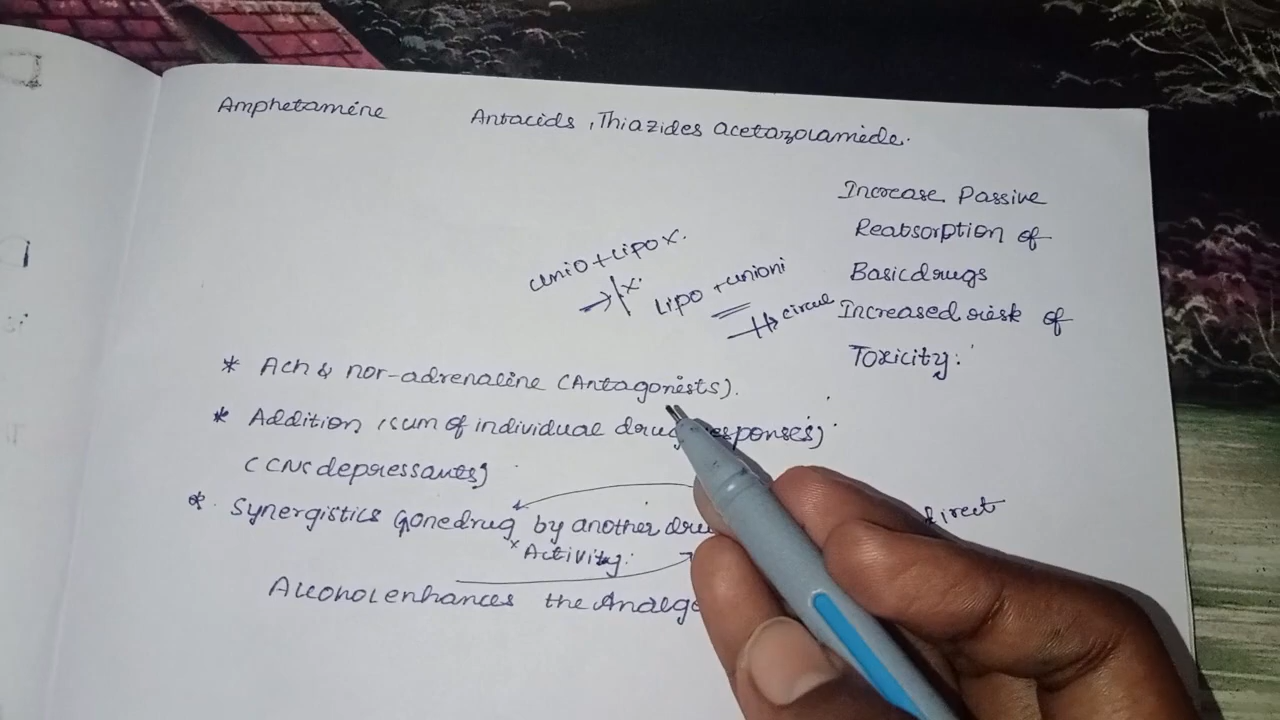 Amphetamine
Antacids, Thiazides acetazolamide.
Increase Passive
Reabsorption of
Basic drugs
Increased risk of
Toxicity.
unio+Lipo X.
X.
Lipo + unioni
circul
* Ach & nor-adrenaline (Antagonists).
* Addition (sum of individual drug responses)
(CNS depressants)
* Synergistics one drug by another
direct
* Activity.
Alcohol enhances the